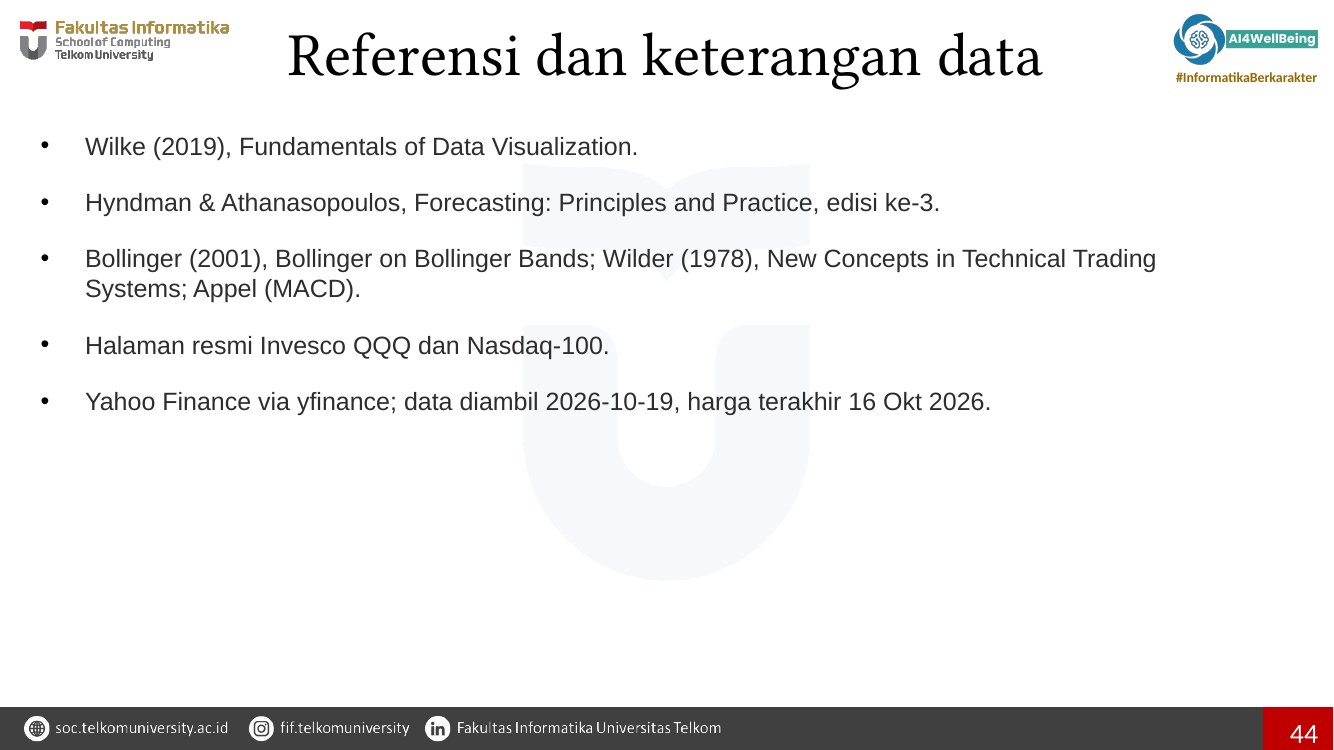 Fakultas Informatika
School of Computing
Telkom University
Referensi dan keterangan data
AI4WellBeing
#InformatikaBerkarakter
• Wilke (2019), Fundamentals of Data Visualization.
• Hyndman & Athanasopoulos, Forecasting: Principles and Practice, edisi ke-3.
• Bollinger (2001), Bollinger on Bollinger Bands; Wilder (1978), New Concepts in Technical Trading
Systems; Appel (MACD).
• Halaman resmi Invesco QQQ dan Nasdaq-100.
• Yahoo Finance via yfinance; data diambil 2026-10-19, harga terakhir 16 Okt 2026.
soc.telkomuniversity.ac.id fif.telkomuniversity Fakultas Informatika Universitas Telkom
44